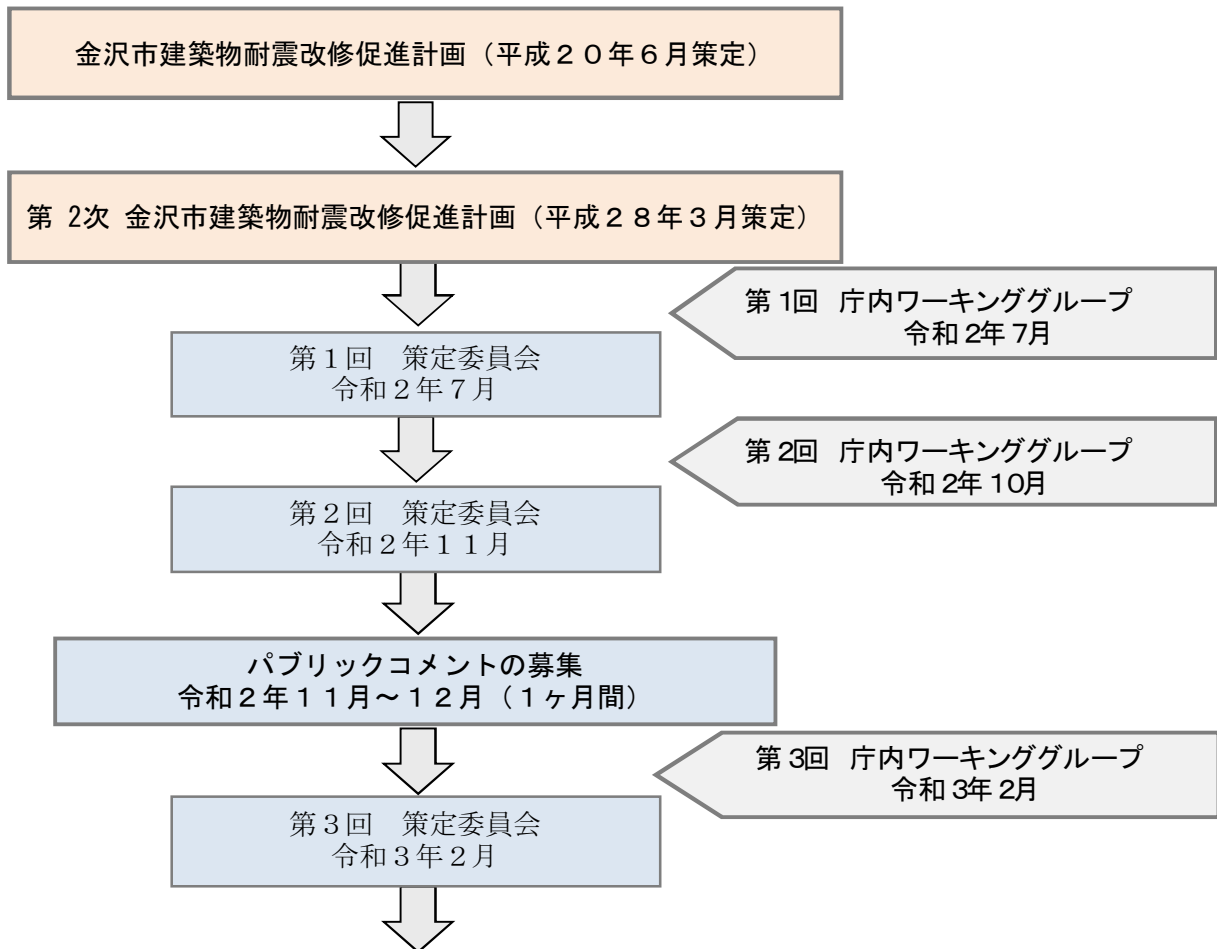 金沢市建築物耐震改修促進計画（平成２０年６月策定）
第 2次 金沢市建築物耐震改修促進計画（平成２８年３月策定）
第 1回　庁内ワーキンググループ
令和 2年 7月
第１回　策定委員会
令和２年７月
第 2回　庁内ワーキンググループ
令和 2年 10月
第２回　策定委員会
令和２年１１月
パブリックコメントの募集
令和２年１１月～１２月（１ヶ月間）
第 3回　庁内ワーキンググループ
令和 3年 2月
第３回　策定委員会
令和３年２月